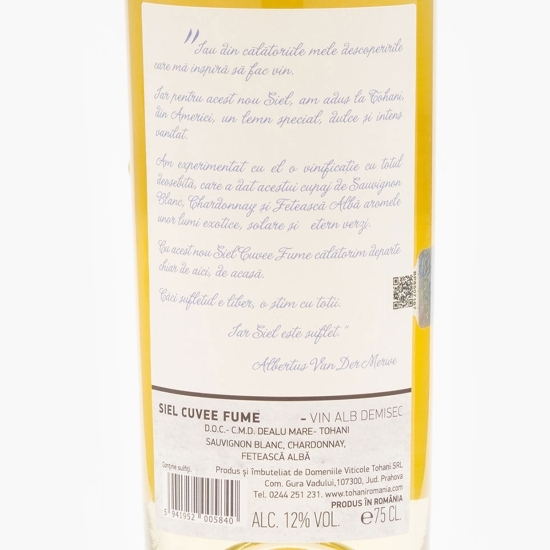 "Iau din călătoriile mele descoperirile
care mă inspiră să fac vin.
Iar pentru acest nou Siel, am adus la Tohani,
din Americi, un lemn special, dulce și intens
vanilat.
Am experimentat cu el o vinificație cu totul
deosebită, care a dat acestui cupaj de Sauvignon
Blanc, Chardonnay și Fetească Albă aromele
unor lumi exotice, solare și etern verzi.
Cu acest nou Siel Cuvee Fume călătorim departe
chiar de aici, de acasă.
Căci sufletul e liber, o știm cu toții.
Iar Siel este suflet."
Albertus Van Der Merwe
SIEL CUVEE FUME - VIN ALB DEMISEC
D.O.C.- C.M.D. DEALU MARE- TOHANI
SAUVIGNON BLANC, CHARDONNAY,
FETEASCĂ ALBĂ
Conține sulfiți.
Produs și îmbuteliat de Domeniile Viticole Tohani SRL
Com. Gura Vadului,107300, Jud. Prahova
Tel. 0244 251 231. www.tohaniromania.com
PRODUS ÎN ROMÂNIA
5 941952 005840
ALC. 12% VOL. e75 CL.